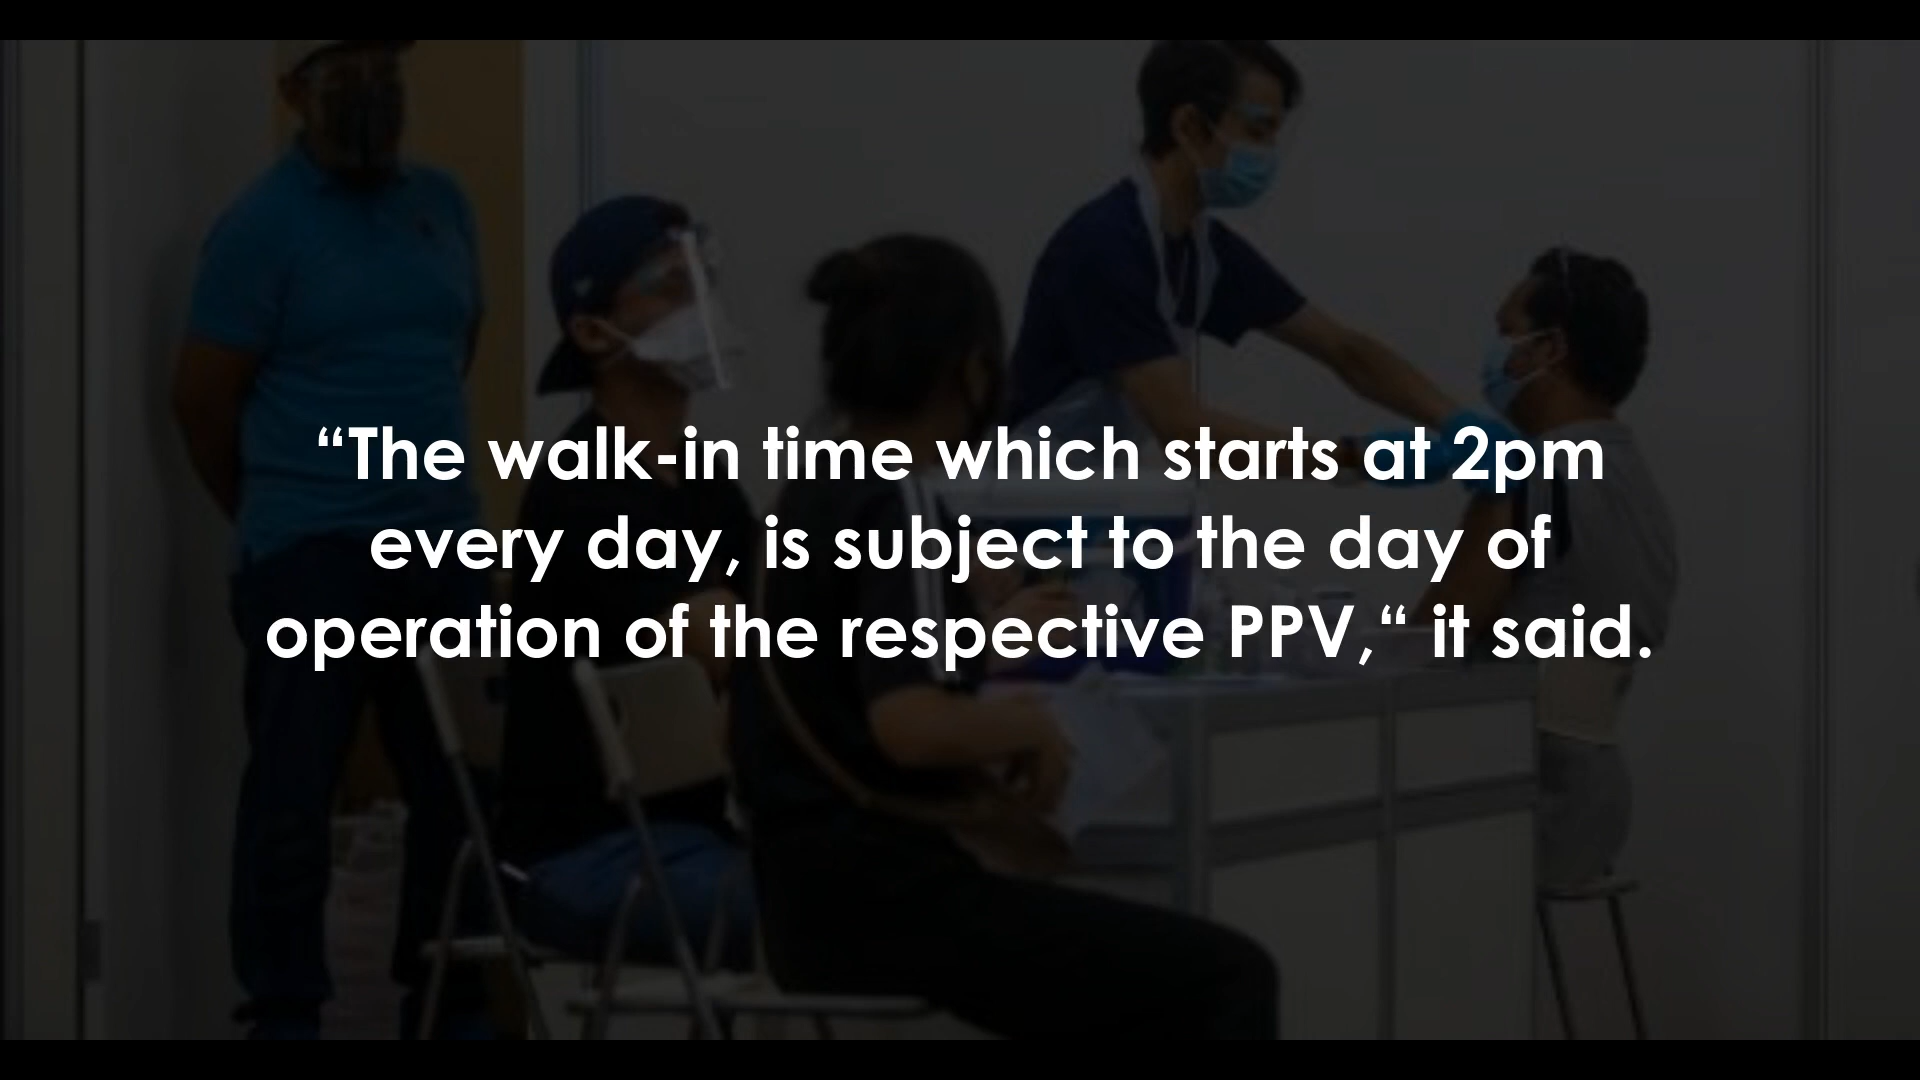 “The walk-in time which starts at 2pm
every day, is subject to the day of
operation of the respective PPV,“ it said.